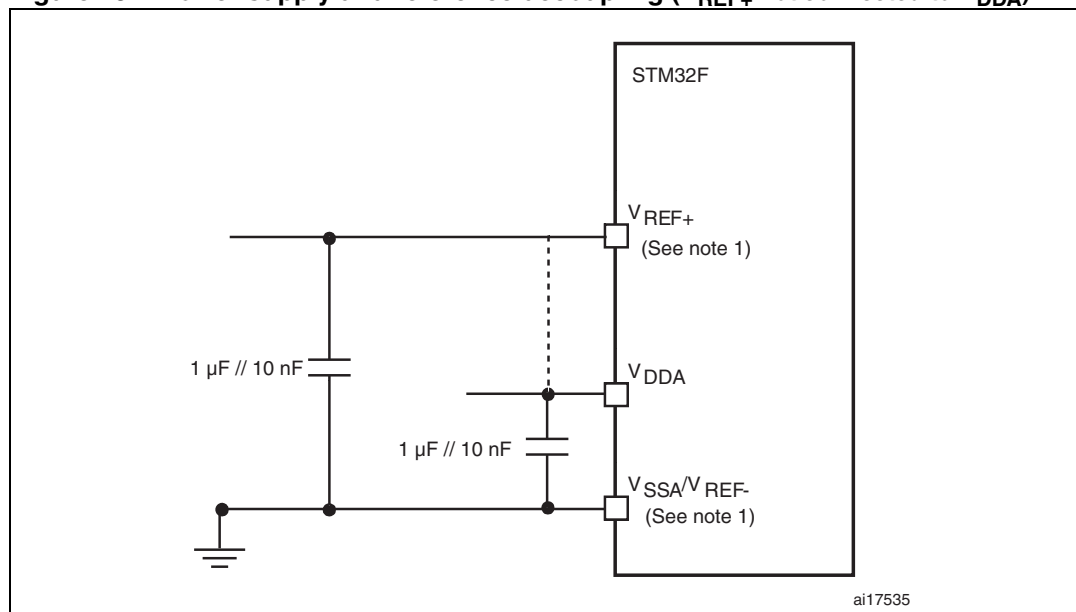 STM32F
VREF+
(See note 1)
1 µF // 10 nF
VDDA
1 µF // 10 nF
VSSA/VREF-
(See note 1)
ai17535